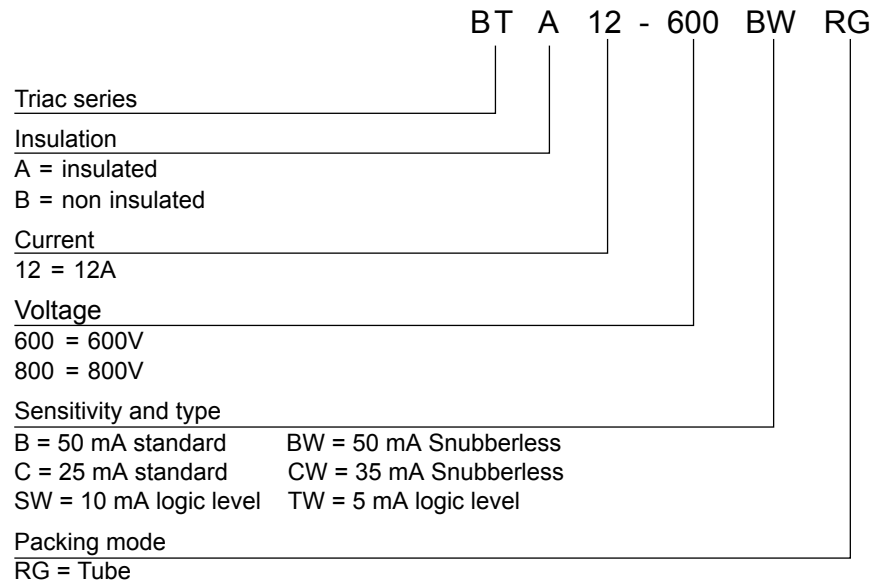 BT A 12 - 600 BW RG
Triac series
Insulation
A = insulated
B = non insulated
Current
12 = 12A
Voltage
600 = 600V
800 = 800V
Sensitivity and type
B = 50 mA standard BW = 50 mA Snubberless
C = 25 mA standard CW = 35 mA Snubberless
SW = 10 mA logic level TW = 5 mA logic level
Packing mode
RG = Tube